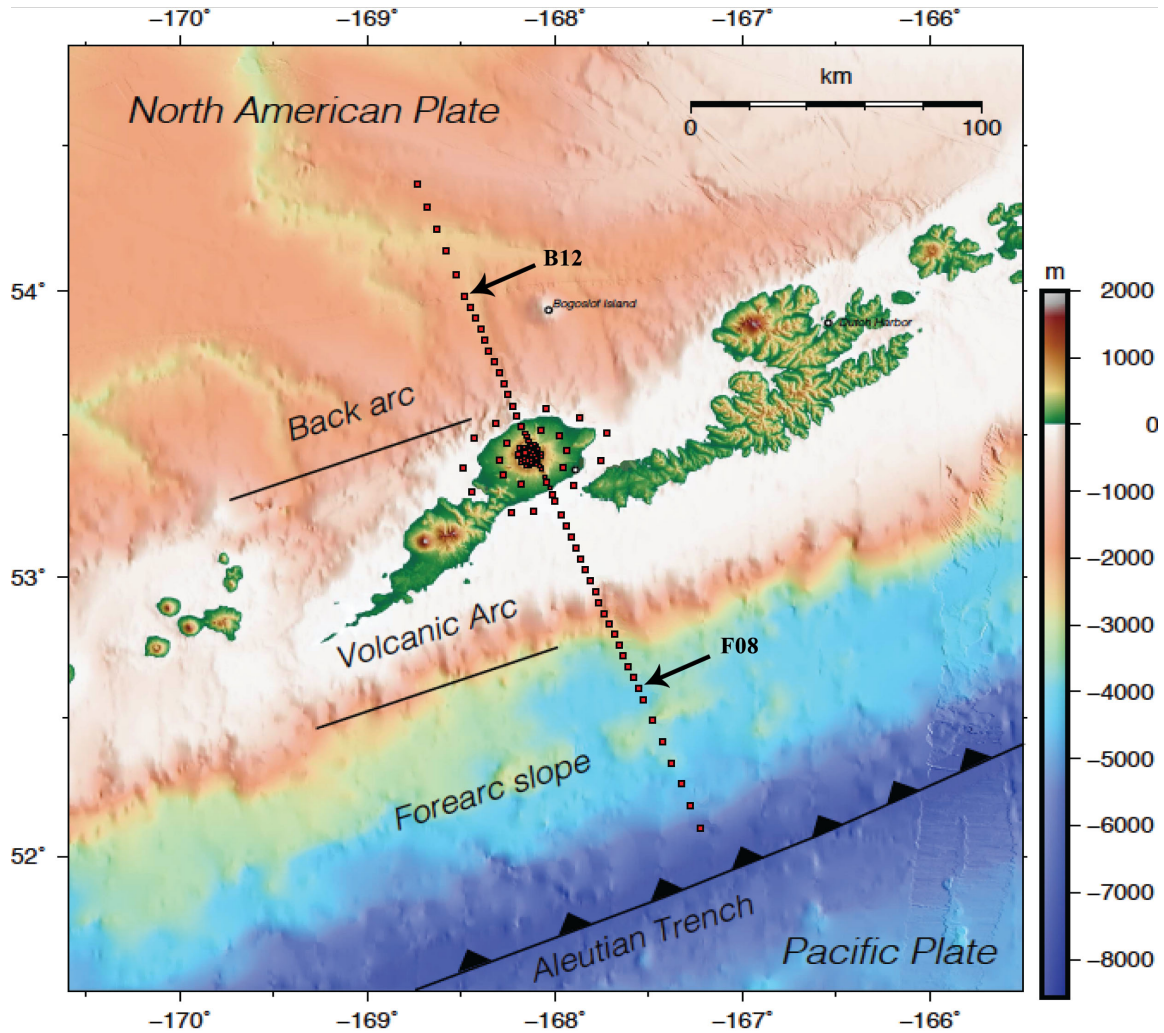 −170˚ −169˚ −168˚ −167˚ −166˚
km
North American Plate
0 100
B12
m
54˚
2000
Bogoslof Island
Dutch Harbor
1000
Back arc
0
−1000
−2000
53˚
Volcanic Arc
−3000
F08
−4000
Forearc slope
−5000
−6000
52˚
−7000
Aleutian Trench
Pacific Plate
−8000
−170˚ −169˚ −168˚ −167˚ −166˚